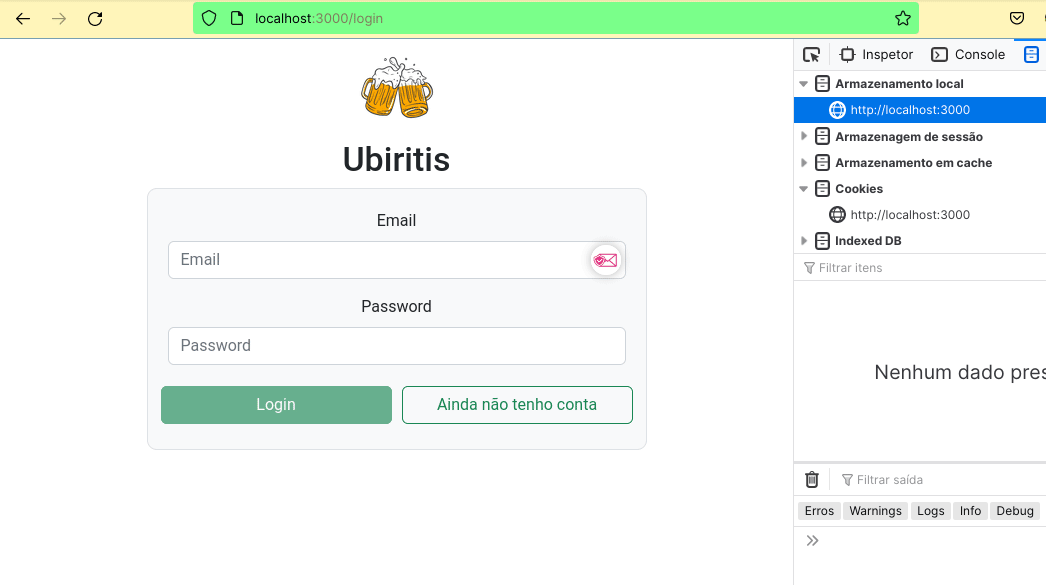 localhost:3000/login
Inspetor Console
Armazenamento local
http://localhost:3000
Armazenagem de sessão
Armazenamento em cache
Cookies
http://localhost:3000
Indexed DB
Filtrar itens
Nenhum dado pres
Filtrar saída
Erros Warnings Logs Info Debug
Ubiritis
Email
Email
Password
Password
Login Ainda não tenho conta